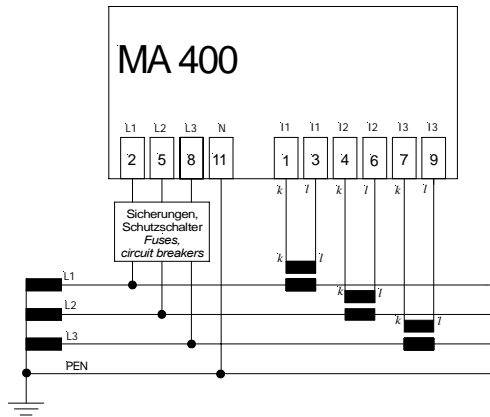 MA 400
L1 L2 L3 N I1 I1 I2 I2 I3 I3
2 5 8 11 1 3 4 6 7 9
k l k l k l
Sicherungen,
Schutzschalter
Fuses,
circuit breakers
k l
L1
k l
L2
k l
L3
PEN